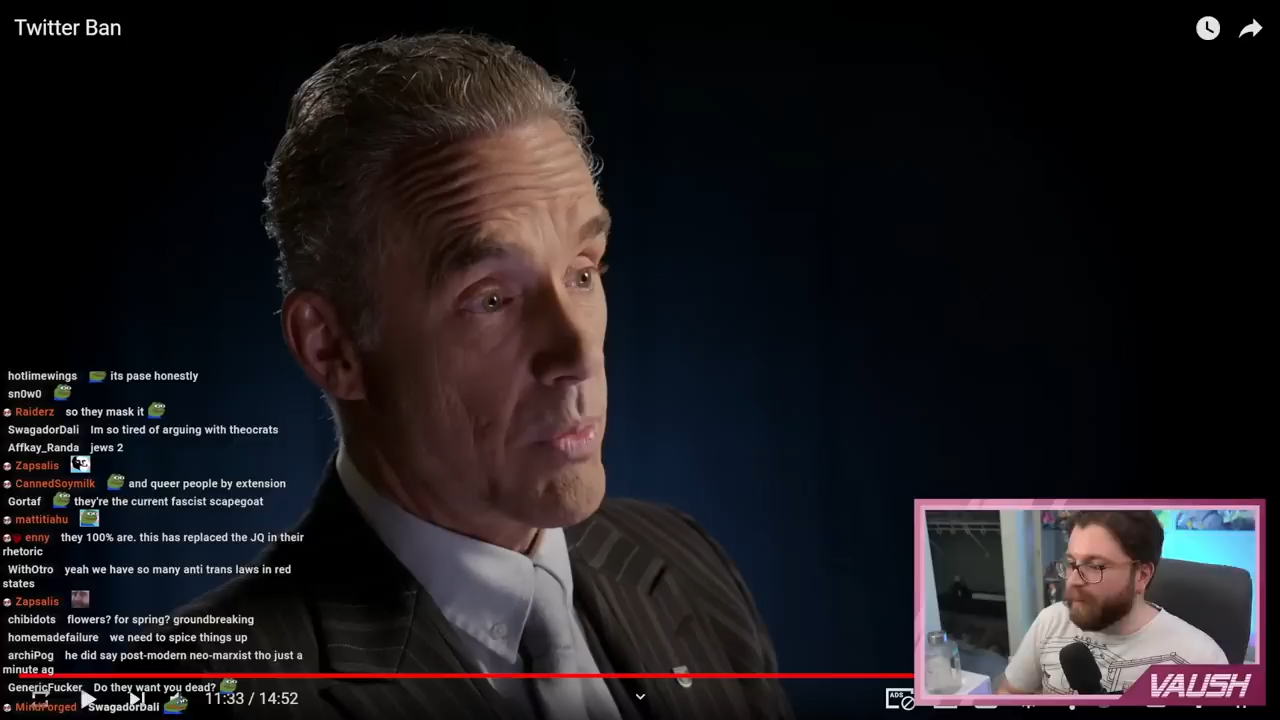 Twitter Ban
hotlimewings its pase honestly
sn0w0
Raiderz so they mask it
SwagadorDali Im so tired of arguing with theocrats
Affkay_Randa jews 2
Zapsalis
CannedSoymilk and queer people by extension
Gortaf they're the current fascist scapegoat
mattitiahu
enny they 100% are. this has replaced the JQ in their
rhetoric
WithOtro yeah we have so many anti trans laws in red
states
Zapsalis
chibidots flowers? for spring? groundbreaking
homemadefailure we need to spice things up
archiPog he did say post-modern neo-marxist tho just a
minute ag
GenericFucker Do they want you dead?
11:33 / 14:52
MindForged SwagadorDali
ADS
VAUSH